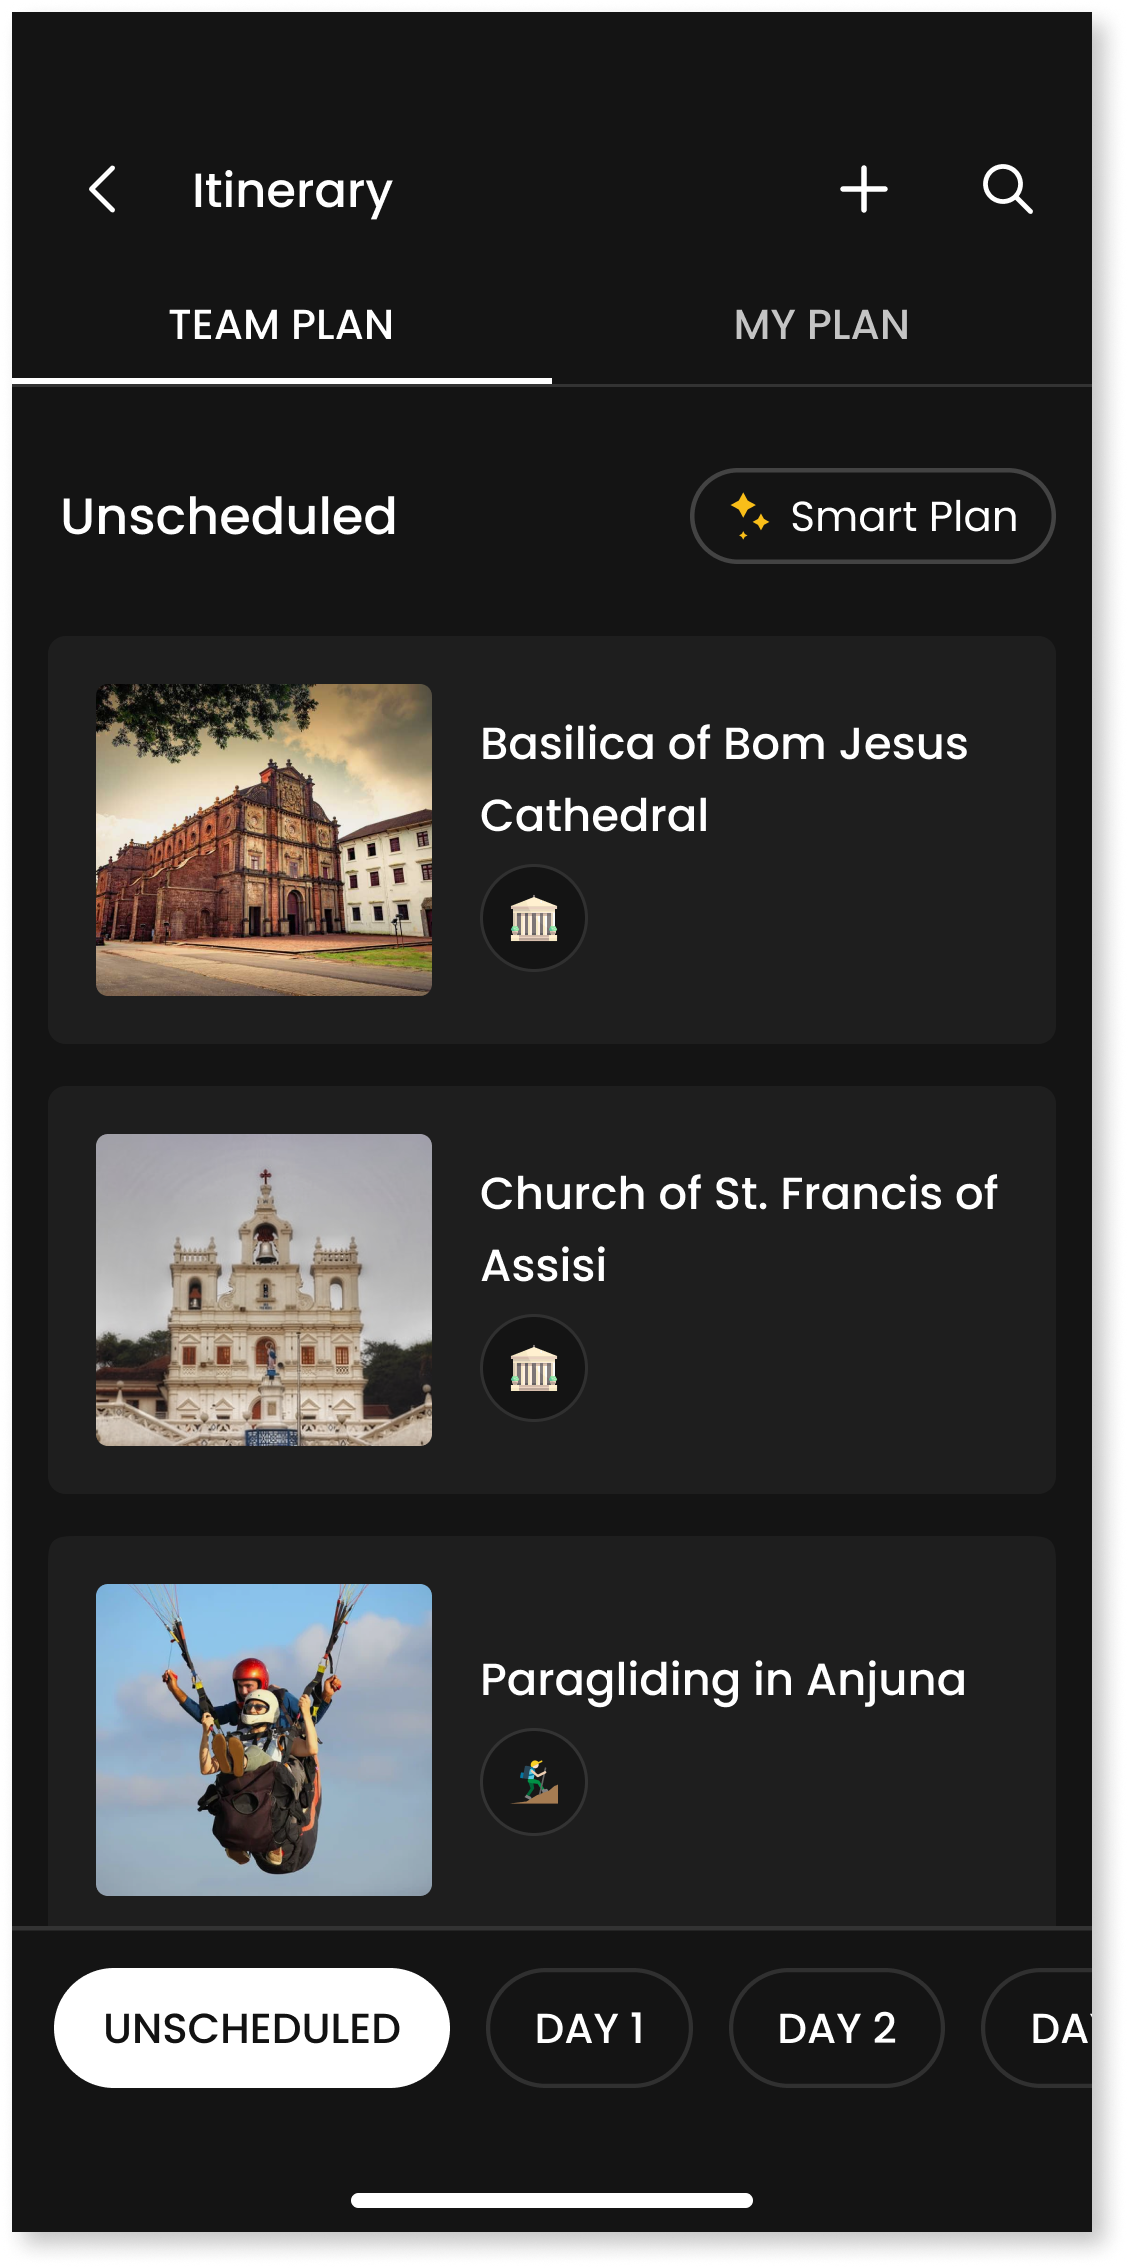 Itinerary
TEAM PLAN
MY PLAN
Unscheduled
Smart Plan
Basilica of Bom Jesus
Cathedral
Church of St. Francis of
Assisi
Paragliding in Anjuna
UNSCHEDULED
DAY 1
DAY 2